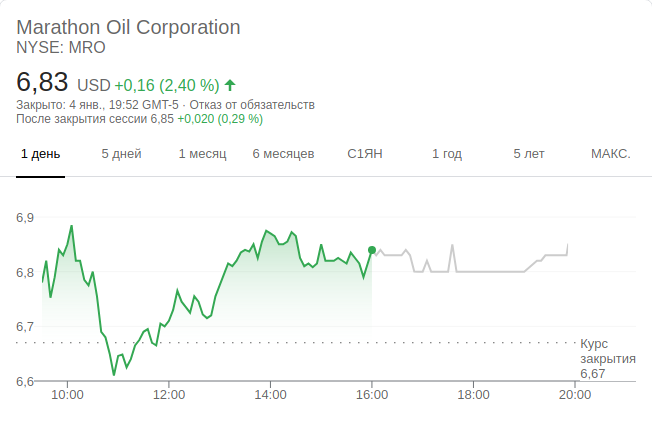 Marathon Oil Corporation
NYSE: MRO
6,83 USD +0,16 (2,40 %)
Закрыто: 4 янв., 19:52 GMT-5 · Отказ от обязательств
После закрытия сессии 6,85 +0,020 (0,29 %)
1 день 5 дней 1 месяц 6 месяцев С1ЯН 1 год 5 лет МАКС.
6,9
6,8
6,7
6,6
Курс
закрытия
6,67
10:00 12:00 14:00 16:00 18:00 20:00